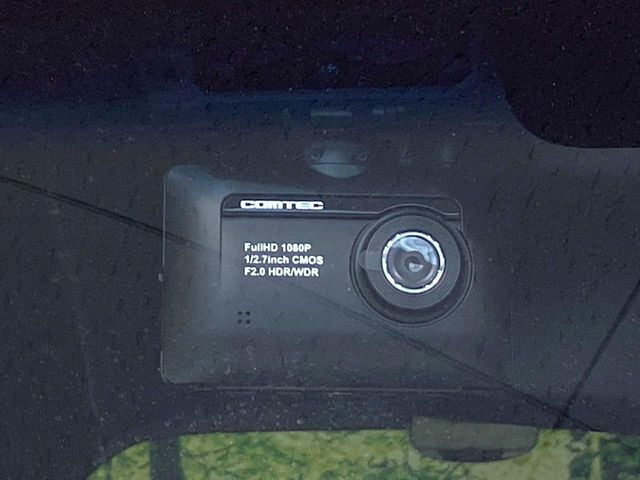 COMTEC
FullHD 1080P
1/2.7inch CMOS
F2.0 HDR/WDR